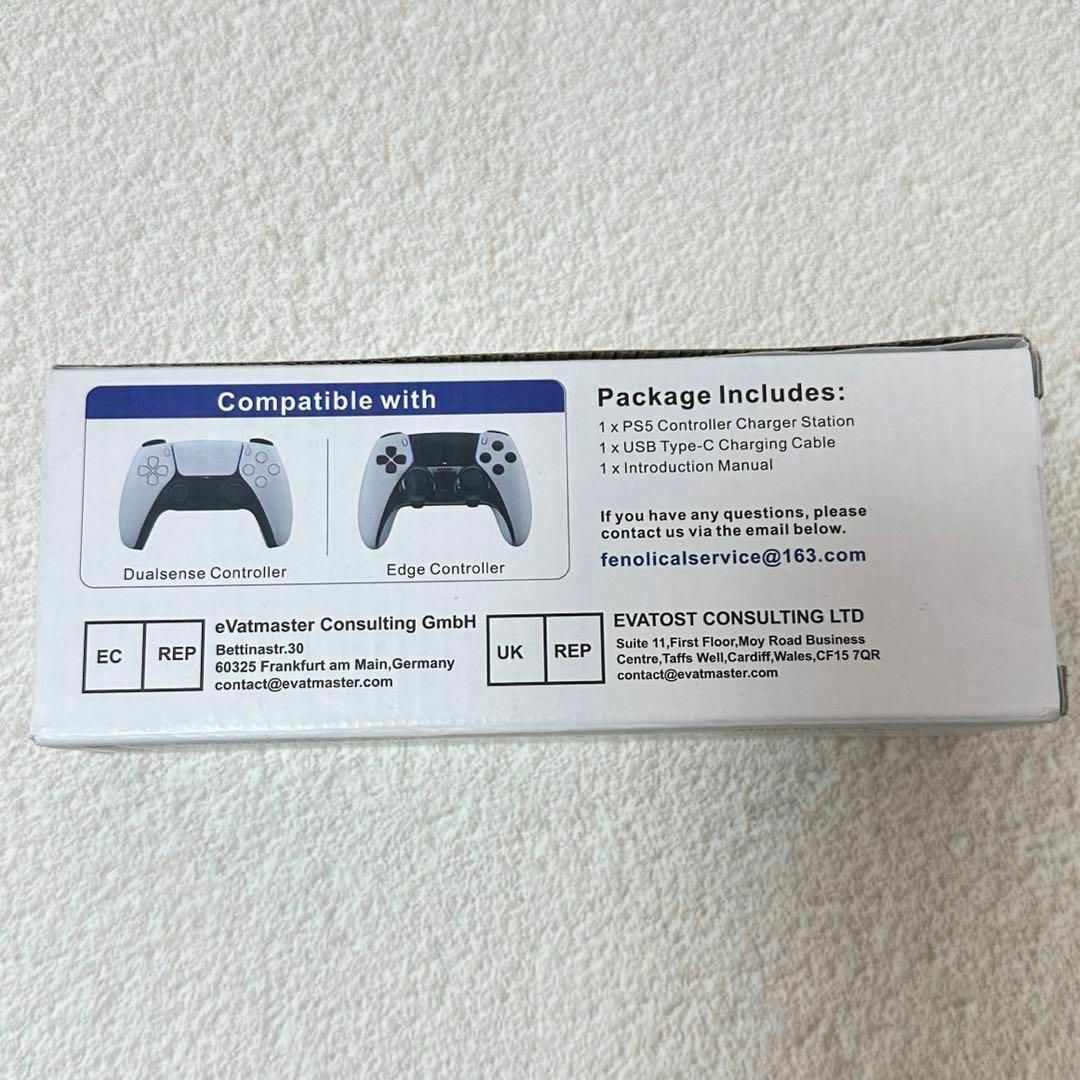 Compatible with
Dualsense Controller
Edge Controller
Package Includes:
1 x PS5 Controller Charger Station
1 x USB Type-C Charging Cable
1 x Introduction Manual
If you have any questions, please
contact us via the email below.
fenolicalservice@163.com
EC REP
eVatmaster Consulting GmbH
Bettinastr.30
60325 Frankfurt am Main,Germany
contact@evatmaster.com
UK REP
EVATOST CONSULTING LTD
Suite 11,First Floor,Moy Road Business
Centre,Taffs Well,Cardiff,Wales,CF15 7QR
contact@evatmaster.com